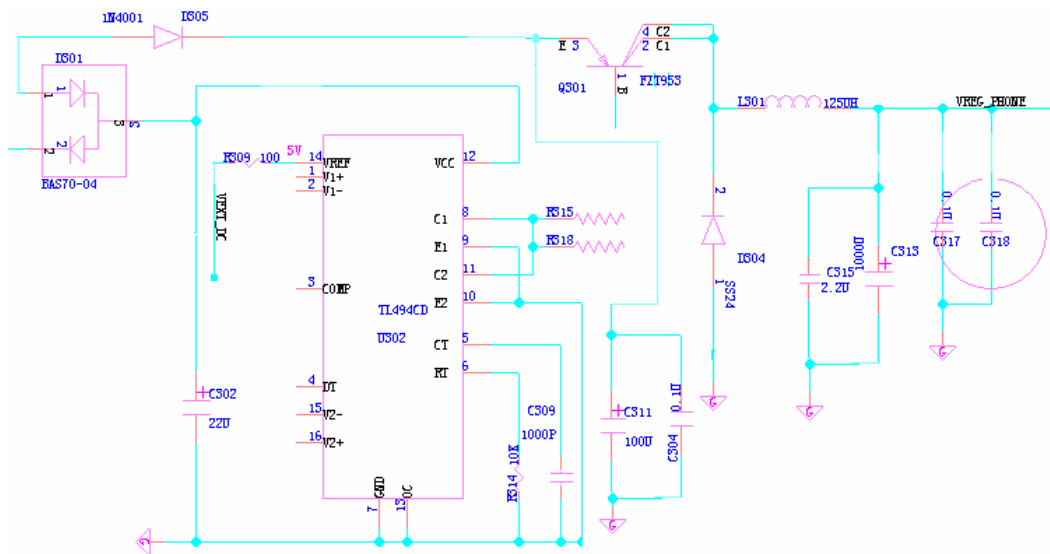 1N4001 D305
D301
1 1
2 2
3 3
BAS70-04
E 3
4 C2
2 C1
1 B
Q301
FZT953
L301 125UH
VREG_PHONE
R309 100
5V
VEXT_DC
14 VREF
1 V1+
2 V1-
3 COMP
4 DT
15 V2-
16 V2+
VCC 12
C1 8
E1 9
C2 11
E2 10
CT 5
RT 6
TL494CD
U302
GND 7
OC 13
R315
R318
C302
22U
R314 10K
C309
1000P
C311
100U
C304 0.1U
2
1
D304
SS24
C315
2.2U
C313
1000U
C317 0.1U
C318 0.1U
G
G
G
G
G